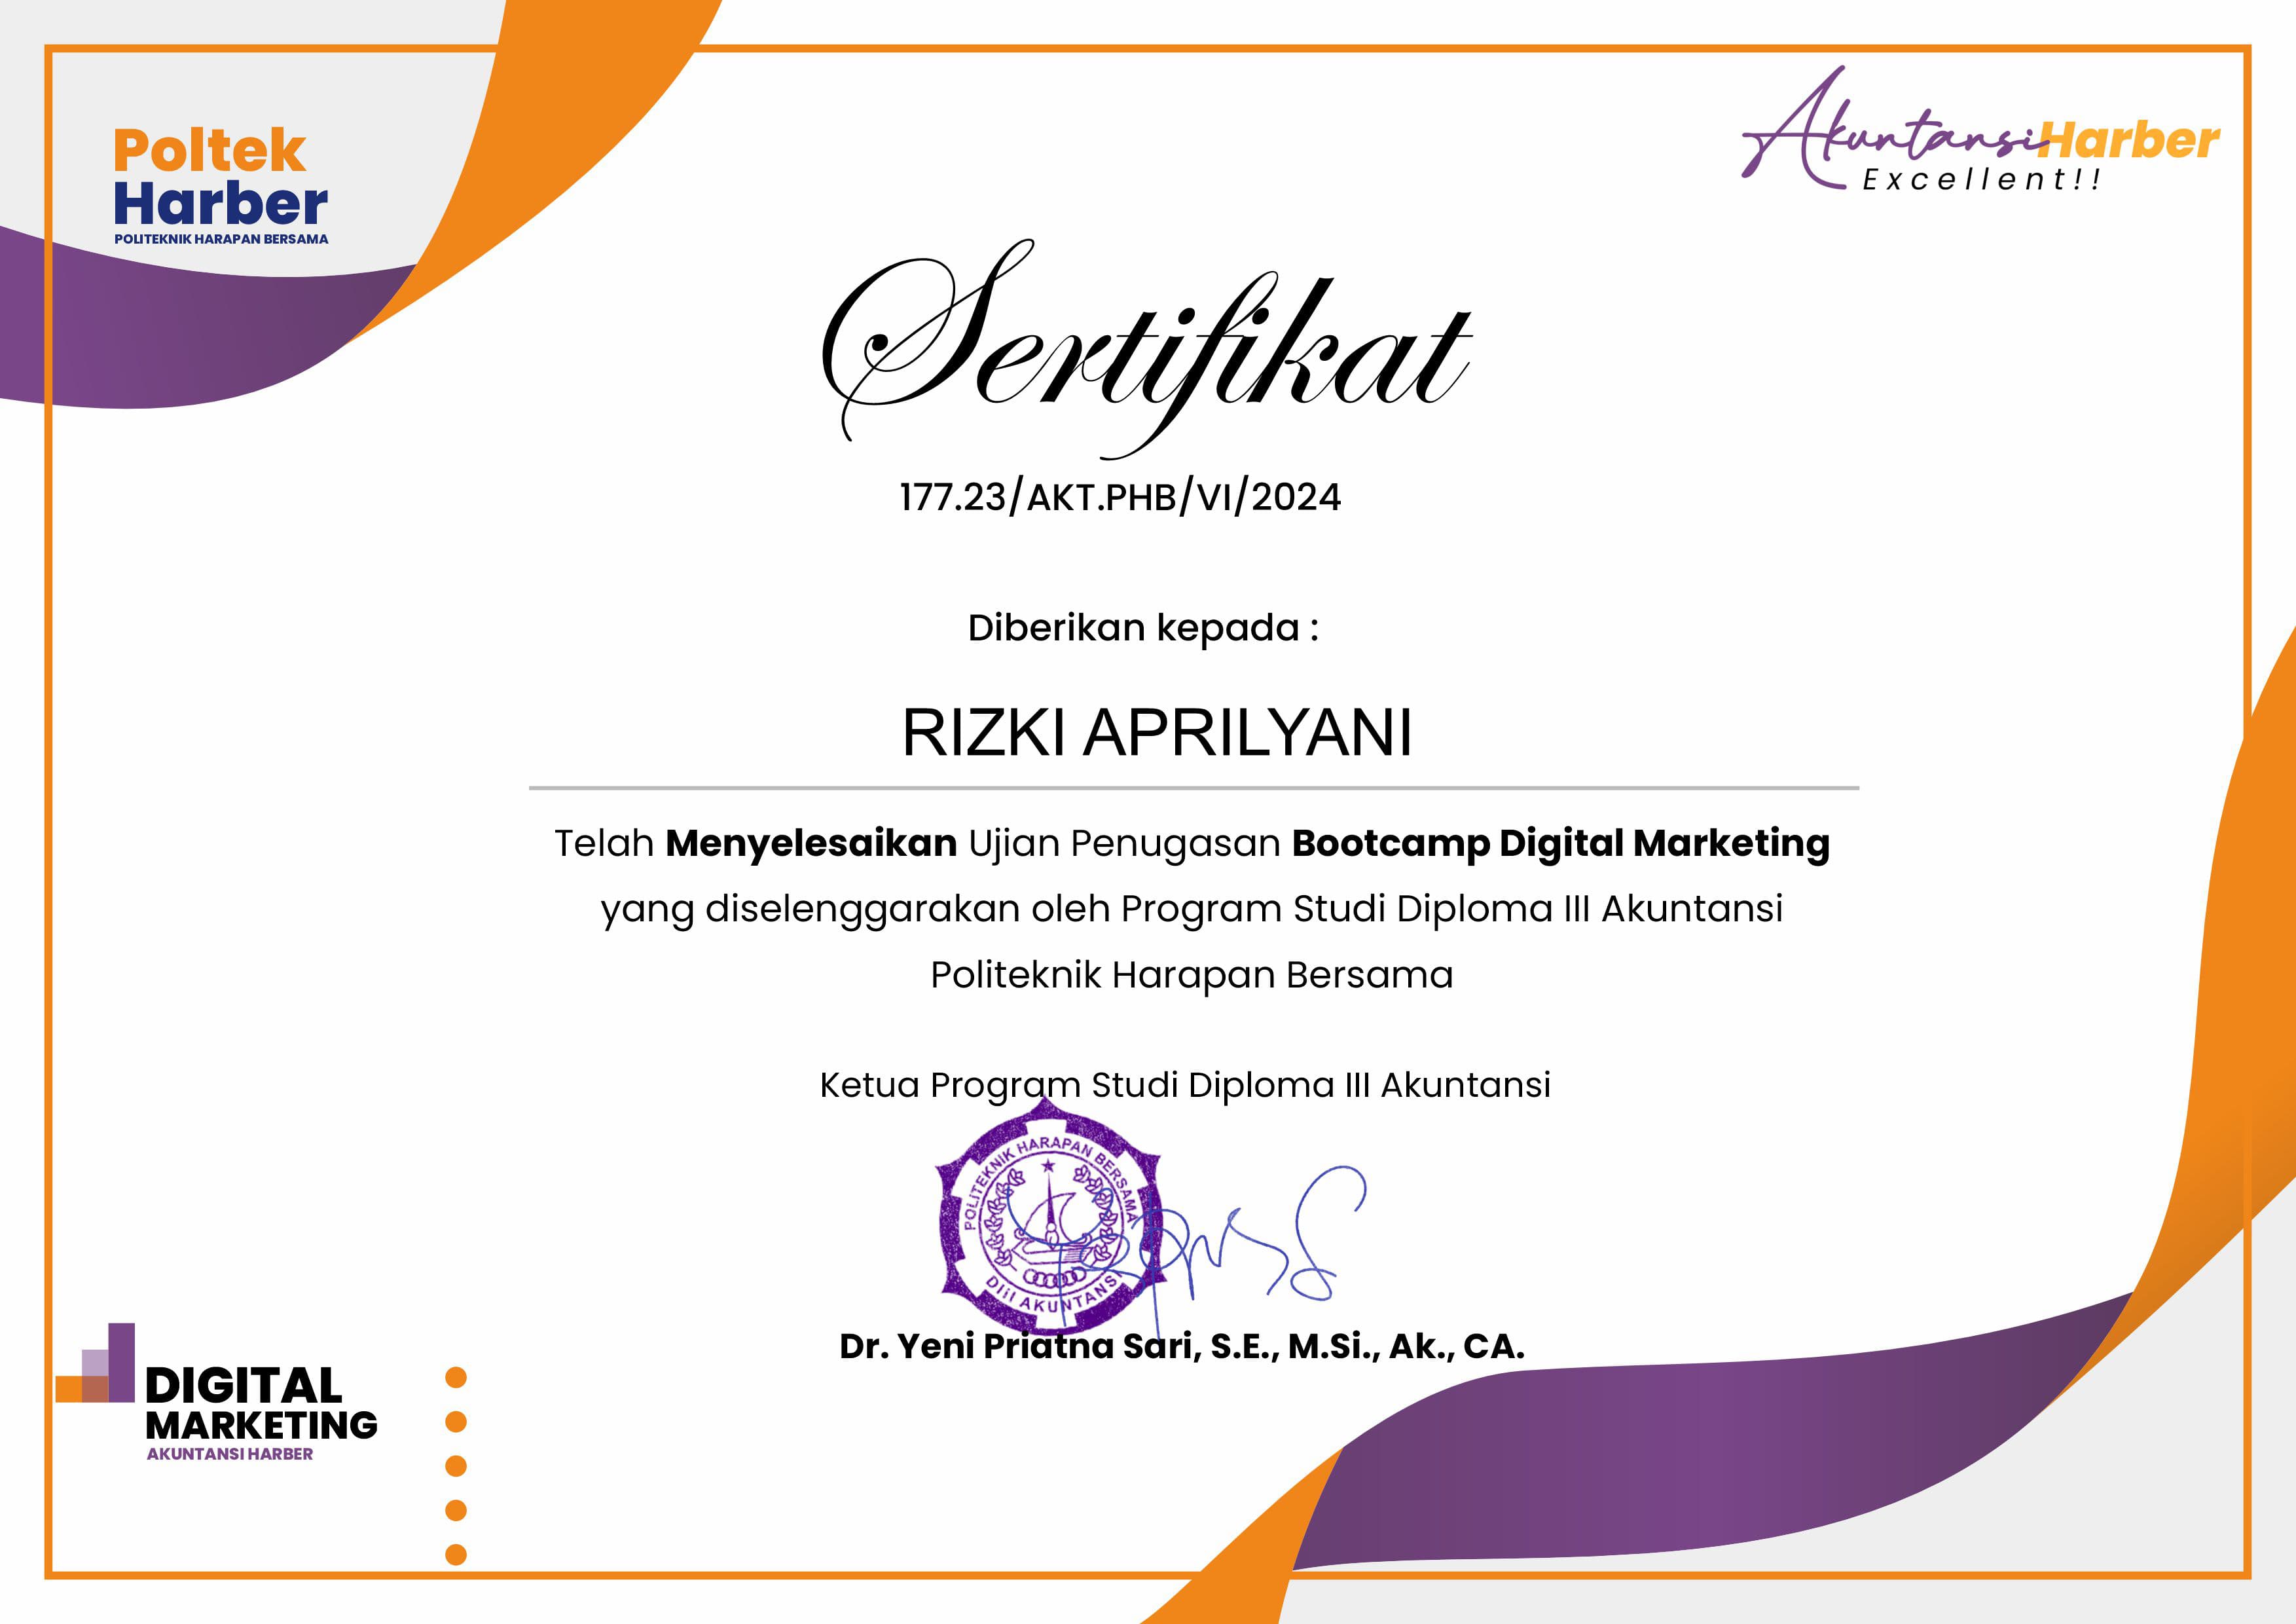 Poltek
Harber
POLITEKNIK HARAPAN BERSAMA
AkuntansiHarber
Excellent!!
Sertifikat
177.23/AKT.PHB/VI/2024
Diberikan kepada :
RIZKI APRILYANI
Telah Menyelesaikan Ujian Penugasan Bootcamp Digital Marketing
yang diselenggarakan oleh Program Studi Diploma III Akuntansi
Politeknik Harapan Bersama
Ketua Program Studi Diploma III Akuntansi
POLITEKNIK HARAPAN BERSAMA
DIII AKUNTANSI
Dr. Yeni Priatna Sari, S.E., M.Si., Ak., CA.
DIGITAL
MARKETING
AKUNTANSI HARBER